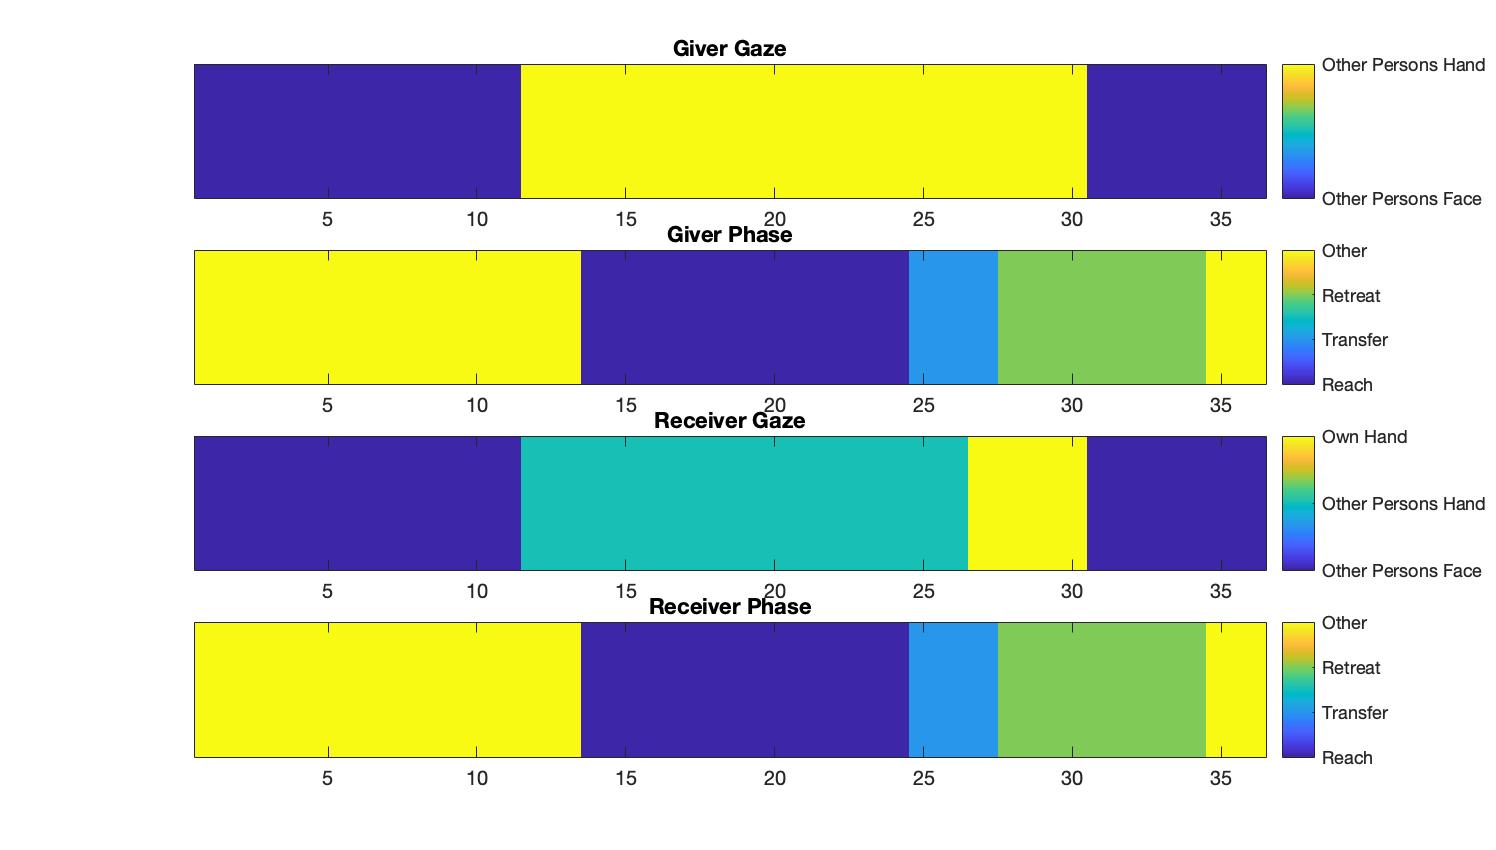 Giver Gaze
Other Persons Hand
Other Persons Face
5 10 15 20 25 30 35
Giver Phase
Other
Retreat
Transfer
Reach
5 10 15 20 25 30 35
Receiver Gaze
Own Hand
Other Persons Hand
Other Persons Face
5 10 15 20 25 30 35
Receiver Phase
Other
Retreat
Transfer
Reach
5 10 15 20 25 30 35